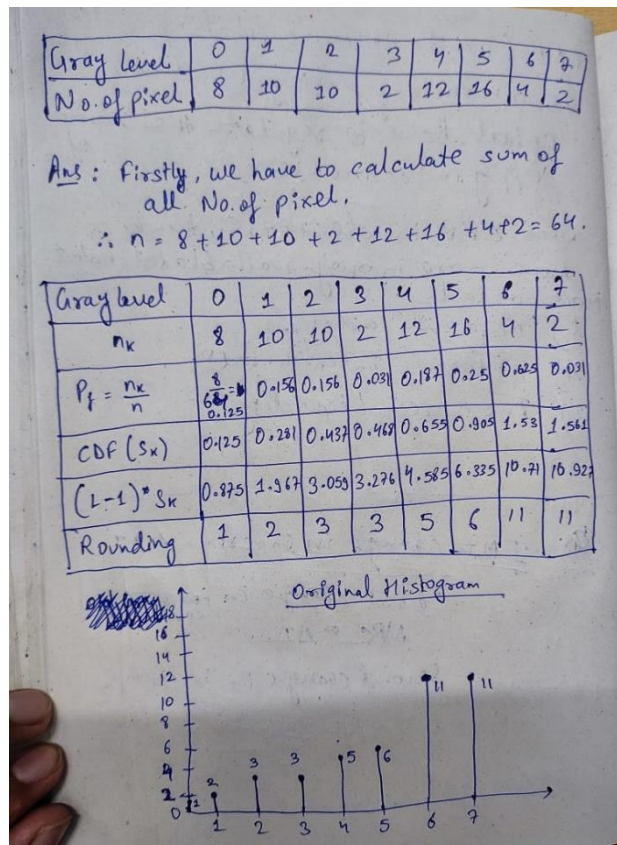 Gray Level 0 1 2 3 4 5 6 7
No. of pixel 8 10 10 2 12 16 4 2
Ans : Firstly, we have to calculate sum of
all No. of pixel.
∴ n = 8 + 10 + 10 + 2 + 12 + 16 + 4 + 2 = 64.
Gray level 0 1 2 3 4 5 6 7
nk 8 10 10 2 12 16 4 2
Pf = nk/n 8/64 = 0.125 0.156 0.156 0.031 0.187 0.25 0.625 0.031
CDF (Sk) 0.125 0.281 0.437 0.468 0.655 0.905 1.53 1.561
(L-1)* Sk 0.875 1.967 3.059 3.276 4.585 6.335 10.71 10.927
Rounding 1 2 3 3 5 6 11 11
Original Histogram
18
16
14
12 11 11
10
8
6 5 6
4 3 3
2 2
0 1
1 2 3 4 5 6 7